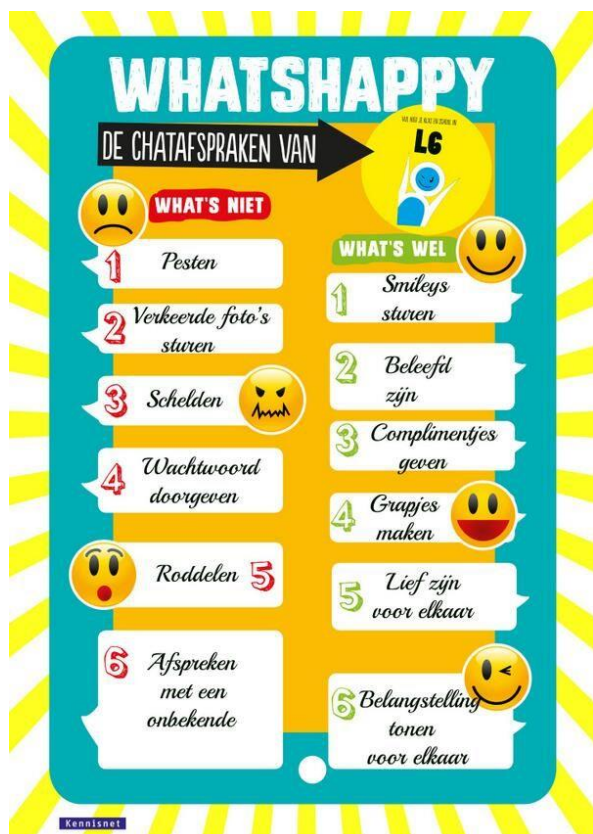 WHATSHAPPY
DE CHATAFSPRAKEN VAN
L6
WHAT'S NIET
1 Pesten
2 Verkeerde foto's
sturen
3 Schelden
4 Wachtwoord
doorgeven
Roddelen 5
6 Afspreken
met een
onbekende
WHAT'S WEL
1 Smileys
sturen
2 Beleefd
zijn
3 Complimentjes
geven
4 Grapjes
maken
5 Lief zijn
voor elkaar
6 Belangstelling
tonen
voor elkaar
Kennisnet